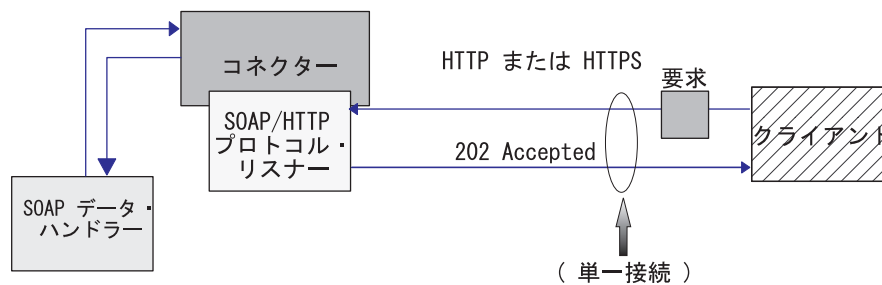 コネクター
HTTP または HTTPS
要求
SOAP/HTTP
プロトコル・
リスナー
クライアント
202 Accepted
SOAP データ・
ハンドラー
( 単一接続 )